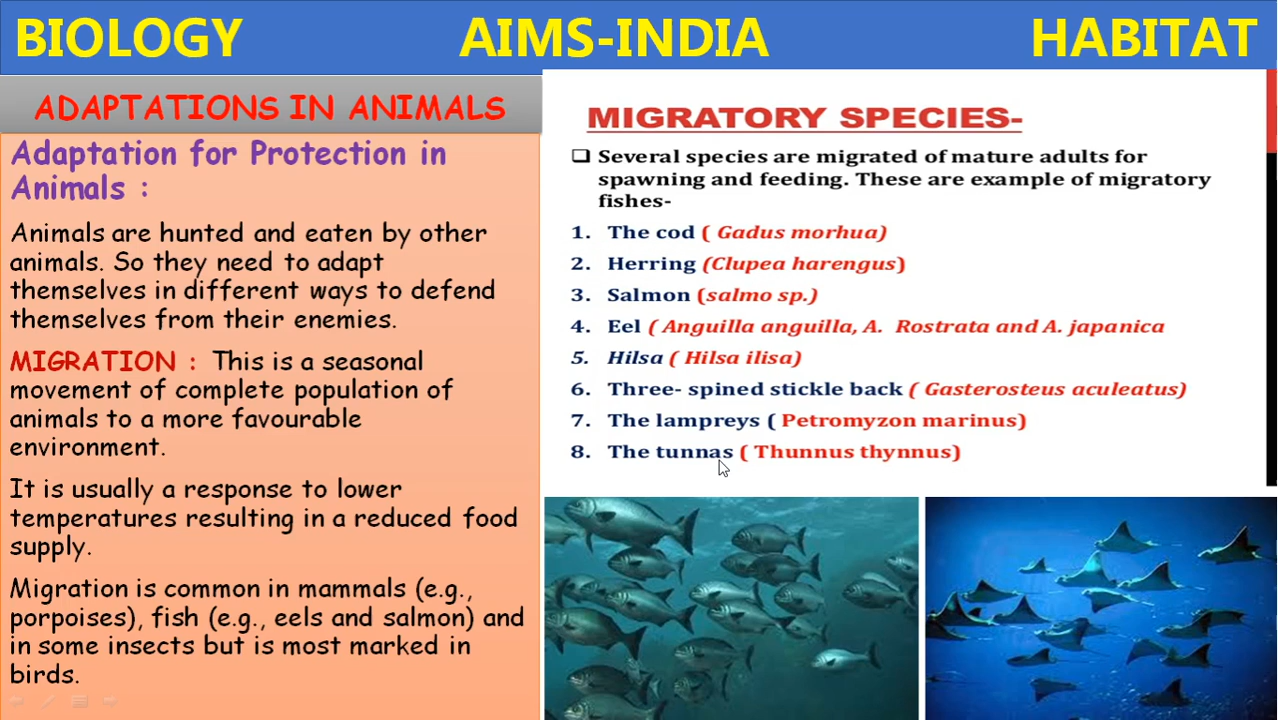 BIOLOGY AIMS-INDIA HABITAT
ADAPTATIONS IN ANIMALS
Adaptation for Protection in
Animals :
Animals are hunted and eaten by other
animals. So they need to adapt
themselves in different ways to defend
themselves from their enemies.
MIGRATION : This is a seasonal
movement of complete population of
animals to a more favourable
environment.
It is usually a response to lower
temperatures resulting in a reduced food
supply.
Migration is common in mammals (e.g.,
porpoises), fish (e.g., eels and salmon) and
in some insects but is most marked in
birds.
MIGRATORY SPECIES-
❑ Several species are migrated of mature adults for
spawning and feeding. These are example of migratory
fishes-
1. The cod ( Gadus morhua)
2. Herring (Clupea harengus)
3. Salmon (salmo sp.)
4. Eel ( Anguilla anguilla, A. Rostrata and A. japanica
5. Hilsa ( Hilsa ilisa)
6. Three- spined stickle back ( Gasterosteus aculeatus)
7. The lampreys ( Petromyzon marinus)
8. The tunnas ( Thunnus thynnus)